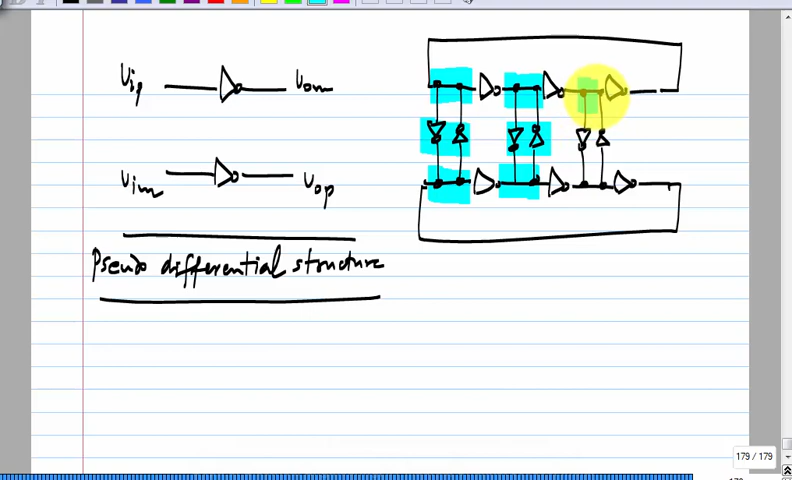 Vip
Vom
Vim
Vop
Pseudo differential structure
179 / 179